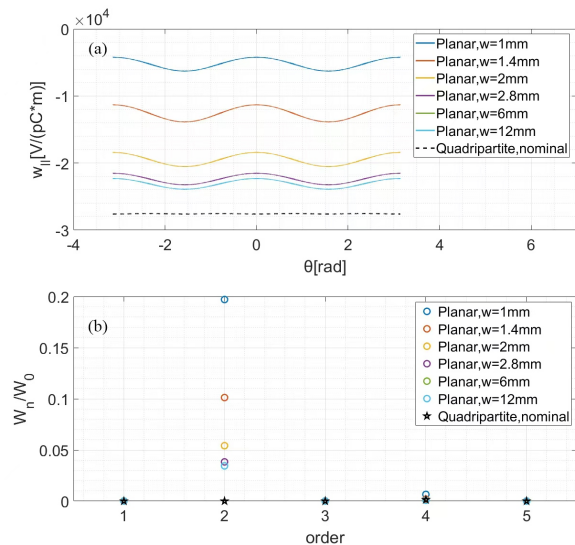 ×10⁴
(a)
0
-1
-2
-3
w||[V/(pC*m)]
-4
-2
0
2
4
6
θ[rad]
Planar,w=1mm
Planar,w=1.4mm
Planar,w=2mm
Planar,w=2.8mm
Planar,w=6mm
Planar,w=12mm
Quadripartite,nominal
(b)
0.2
0.15
0.1
0.05
0
Wn/W0
1
2
3
4
5
order
Planar,w=1mm
Planar,w=1.4mm
Planar,w=2mm
Planar,w=2.8mm
Planar,w=6mm
Planar,w=12mm
Quadripartite,nominal